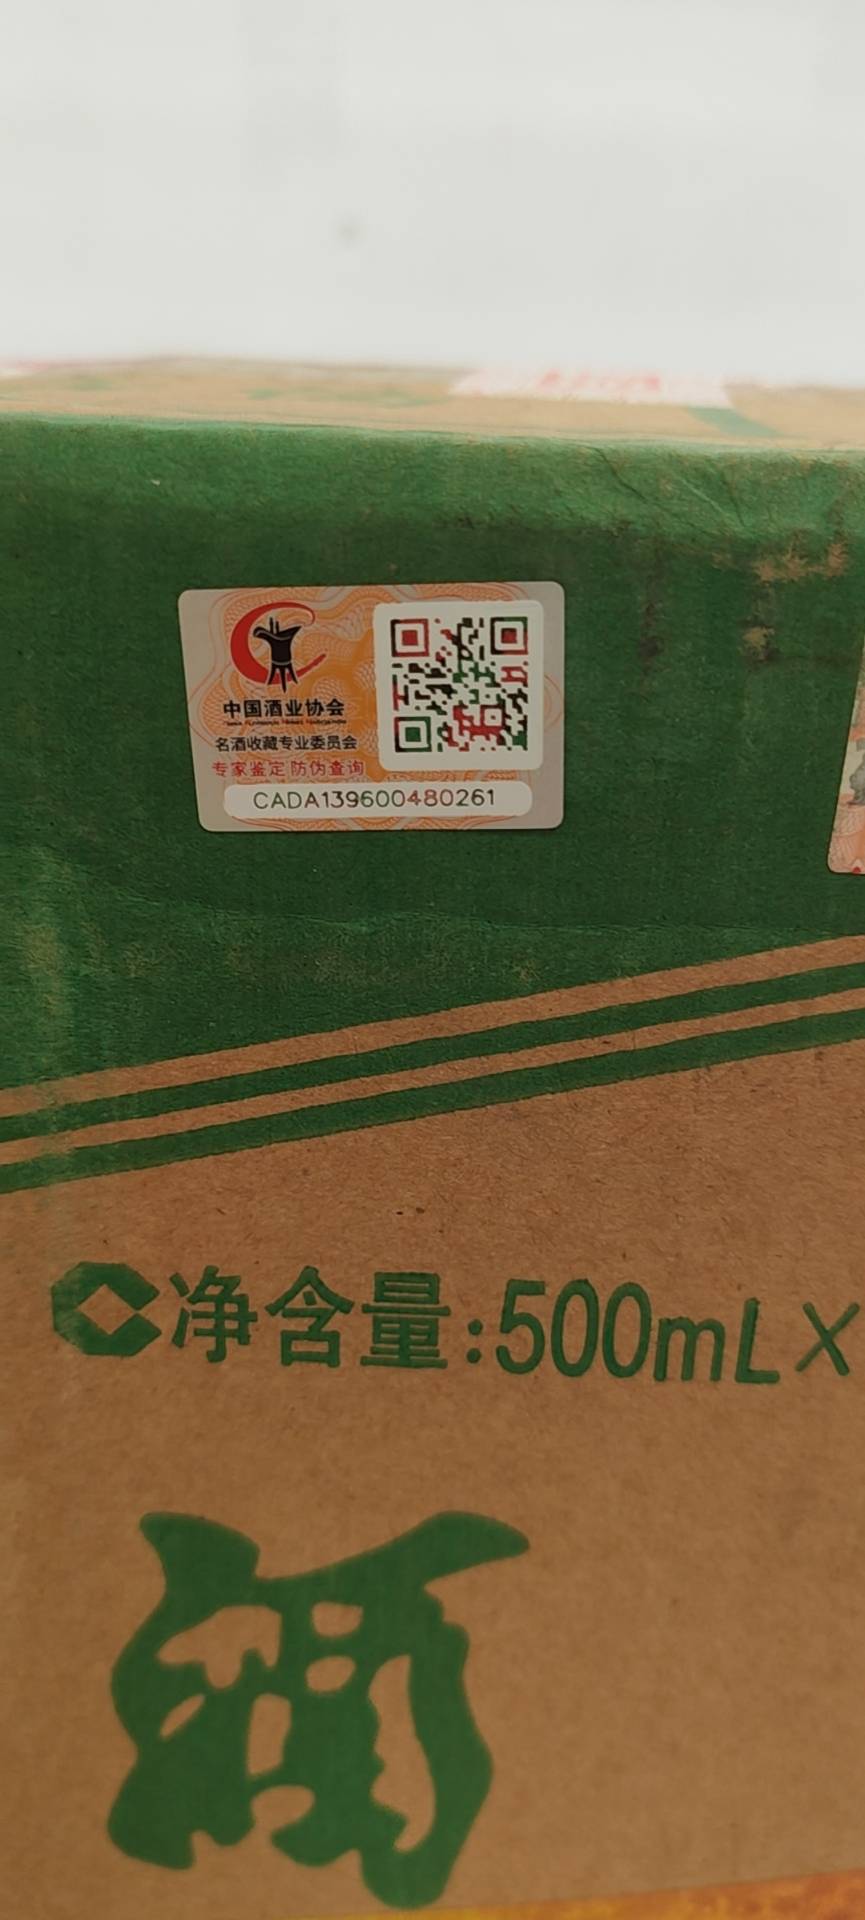 中国酒业协会
名酒收藏专业委员会
专家鉴定 防伪查询
CADA139600480261
净含量:500mL×
酒